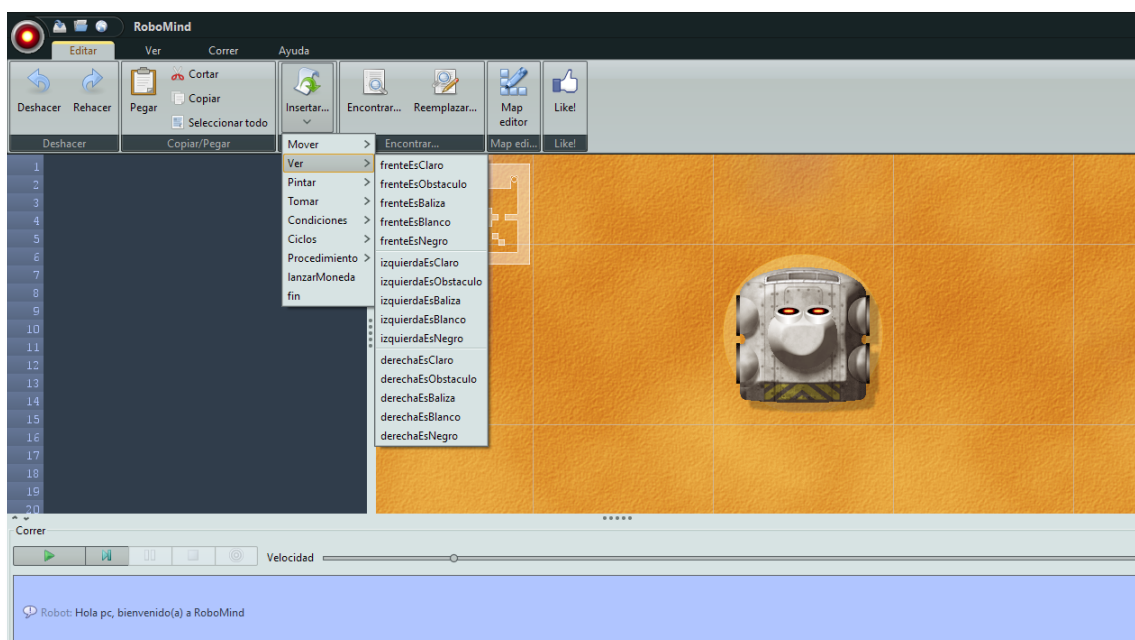 RoboMind
Editar Ver Correr Ayuda
Deshacer Rehacer
Pegar
Cortar
Copiar
Seleccionar todo
Insertar...
Encontrar... Reemplazar...
Map
editor
Like!
Deshacer Copiar/Pegar Encontrar... Map edi... Like!
Mover
Ver
Pintar
Tomar
Condiciones
Ciclos
Procedimiento
lanzarMoneda
fin
frenteEsClaro
frenteEsObstaculo
frenteEsBaliza
frenteEsBlanco
frenteEsNegro
izquierdaEsClaro
izquierdaEsObstaculo
izquierdaEsBaliza
izquierdaEsBlanco
izquierdaEsNegro
derechaEsClaro
derechaEsObstaculo
derechaEsBaliza
derechaEsBlanco
derechaEsNegro
1
2
3
4
5
6
7
8
9
10
11
12
13
14
15
16
17
18
19
20
Correr
Velocidad
Robot: Hola pc, bienvenido(a) a RoboMind